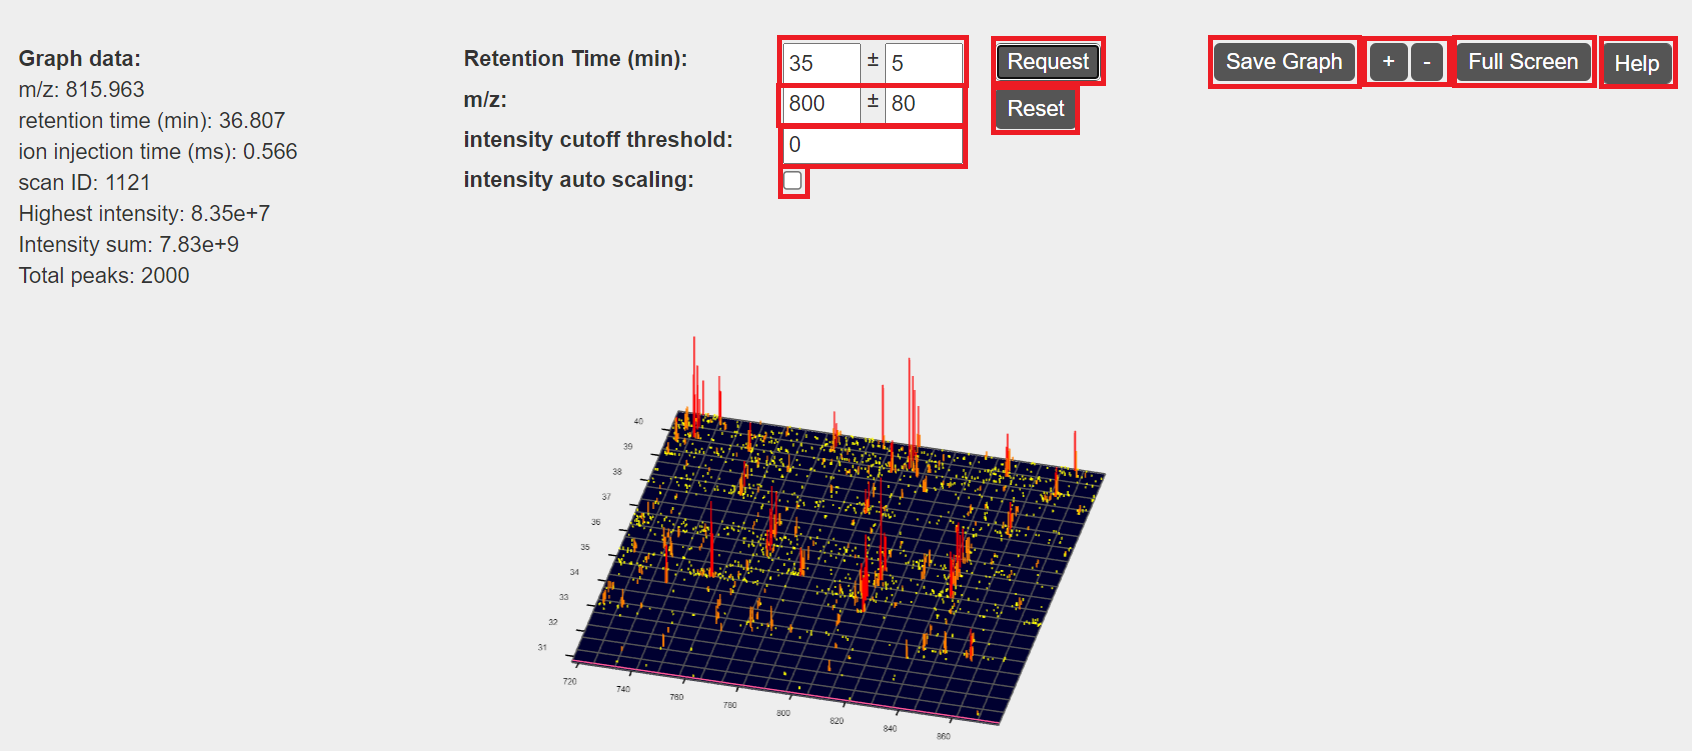 Graph data:
m/z: 815.963
retention time (min): 36.807
ion injection time (ms): 0.566
scan ID: 1121
Highest intensity: 8.35e+7
Intensity sum: 7.83e+9
Total peaks: 2000
Retention Time (min): 35 ± 5
m/z: 800 ± 80
intensity cutoff threshold: 0
intensity auto scaling:
Request
Reset
Save Graph + - Full Screen Help
40
39
38
37
36
35
34
33
32
31
720 740 760 780 800 820 840 860